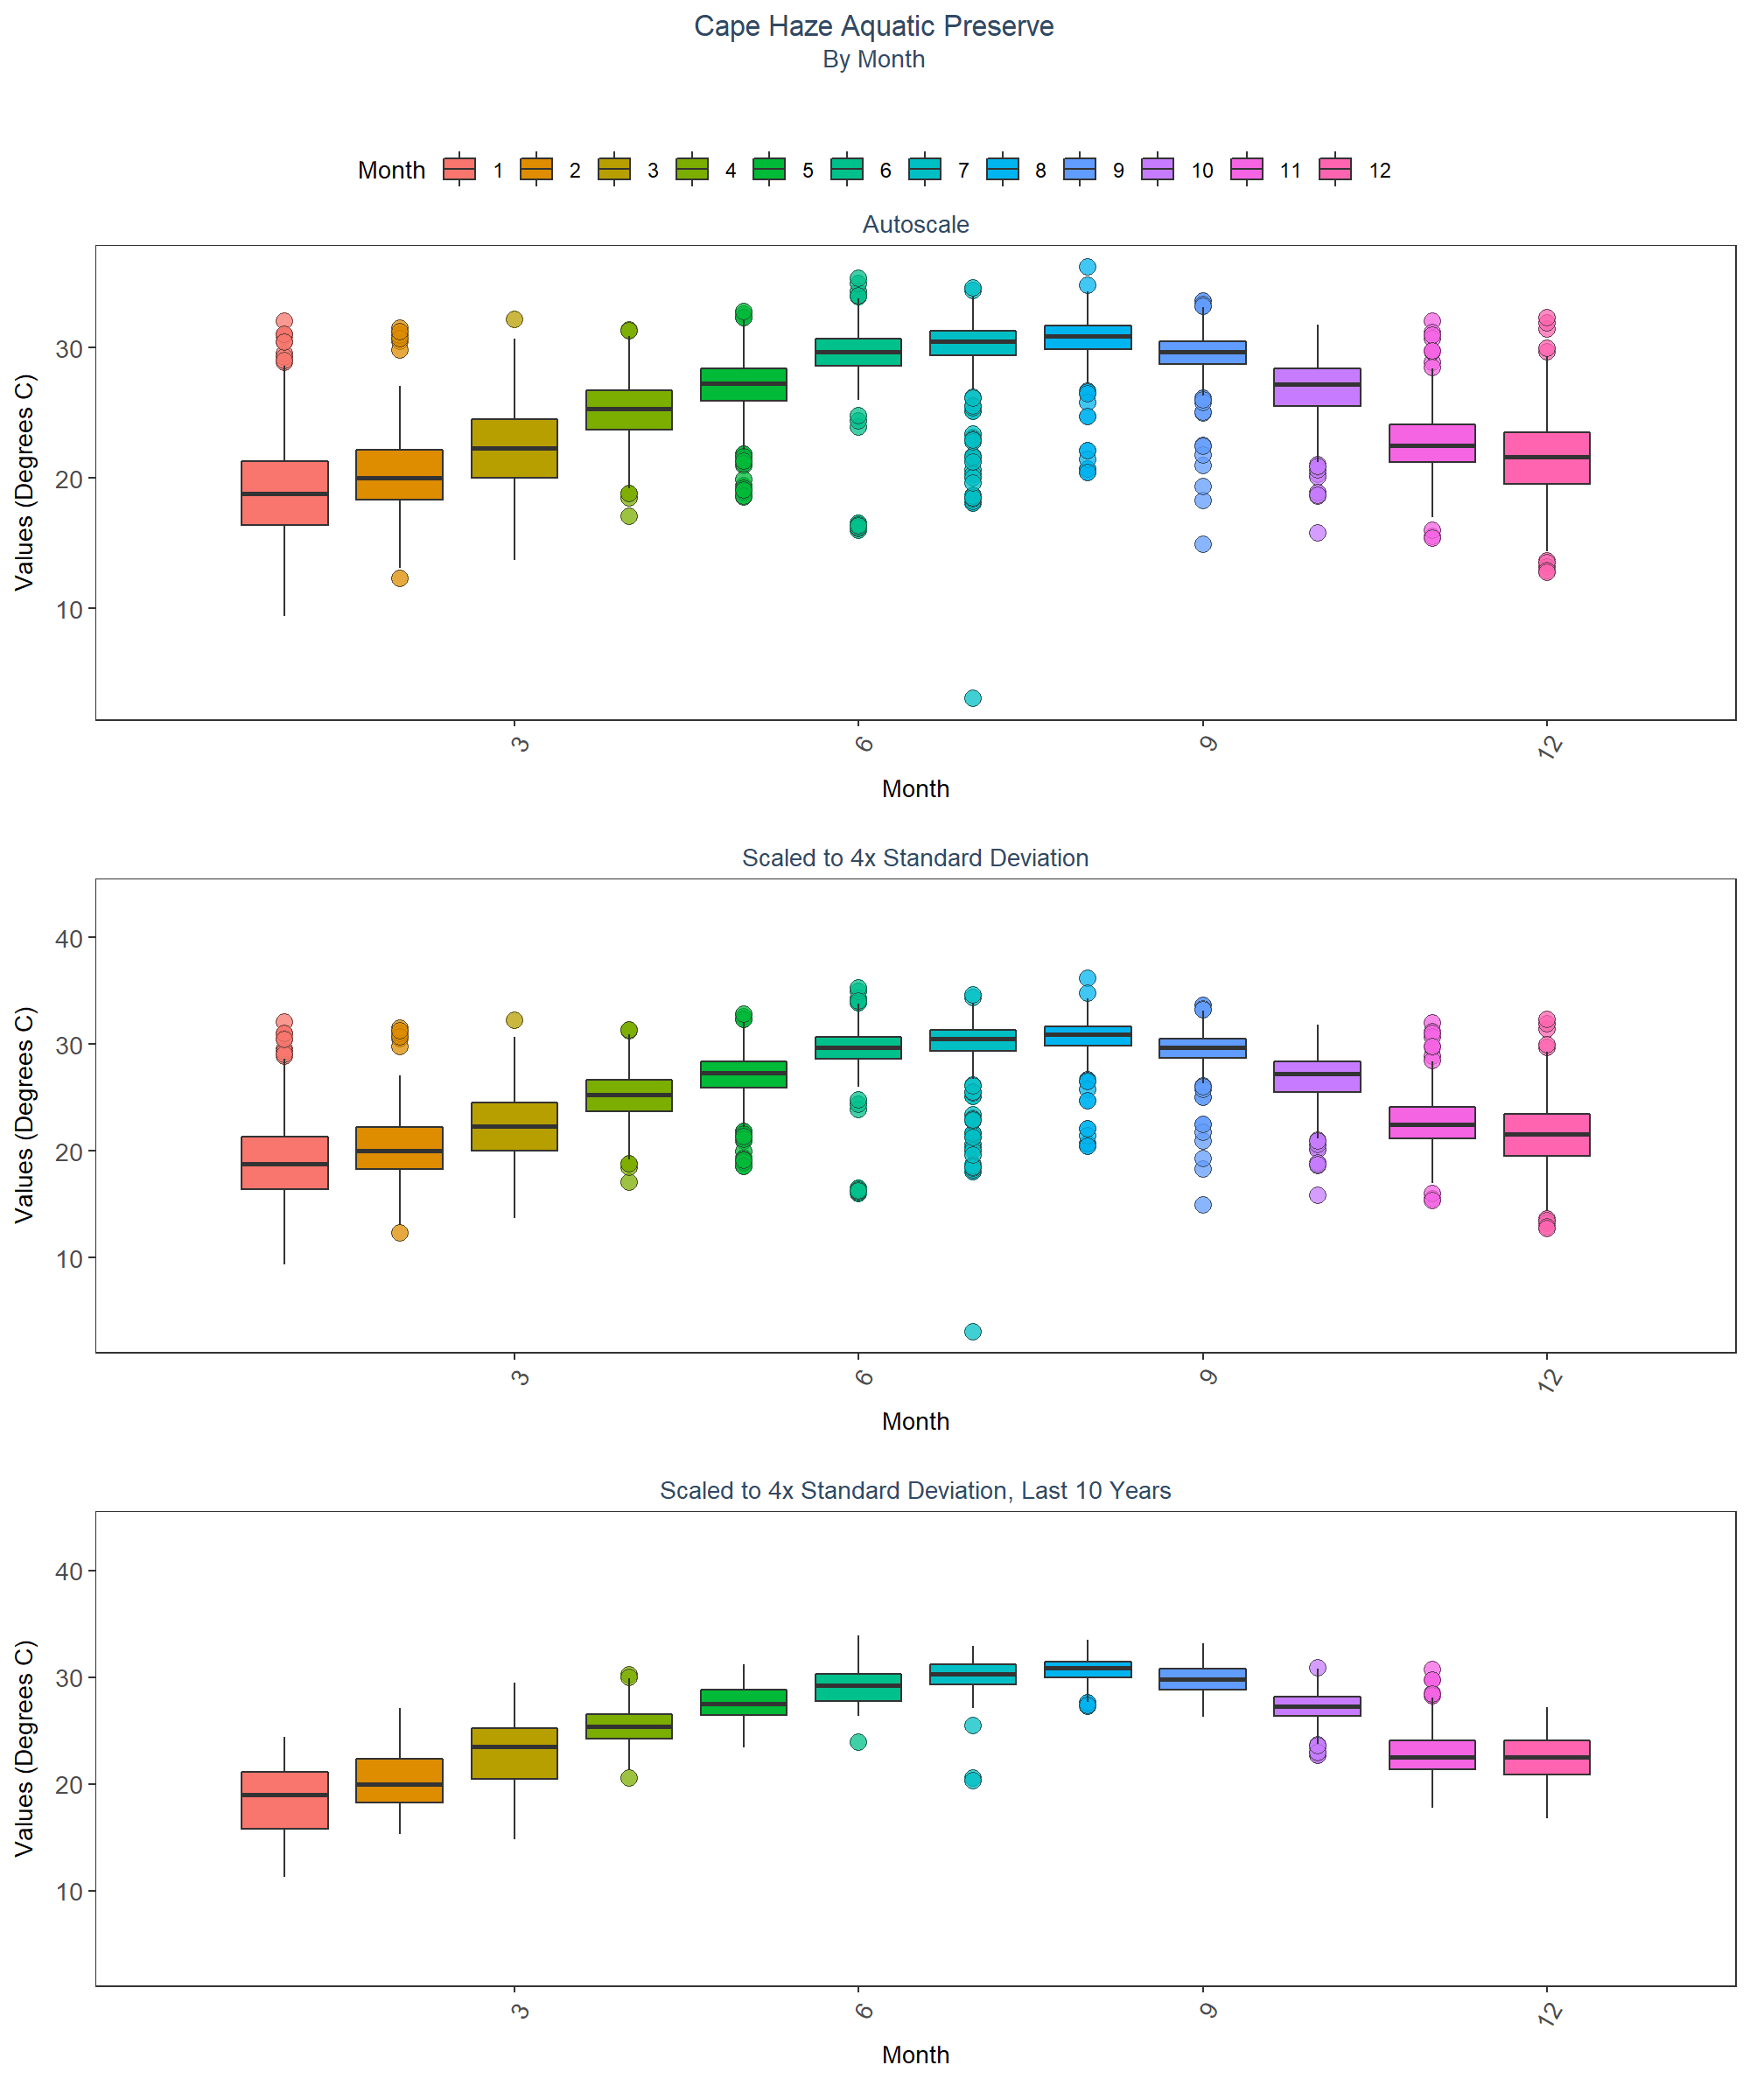 Cape Haze Aquatic Preserve
By Month
Month 1 2 3 4 5 6 7 8 9 10 11 12
Autoscale
Values (Degrees C)
30
20
10
3 6 9 12
Month
Scaled to 4x Standard Deviation
Values (Degrees C)
40
30
20
10
3 6 9 12
Month
Scaled to 4x Standard Deviation, Last 10 Years
Values (Degrees C)
40
30
20
10
3 6 9 12
Month